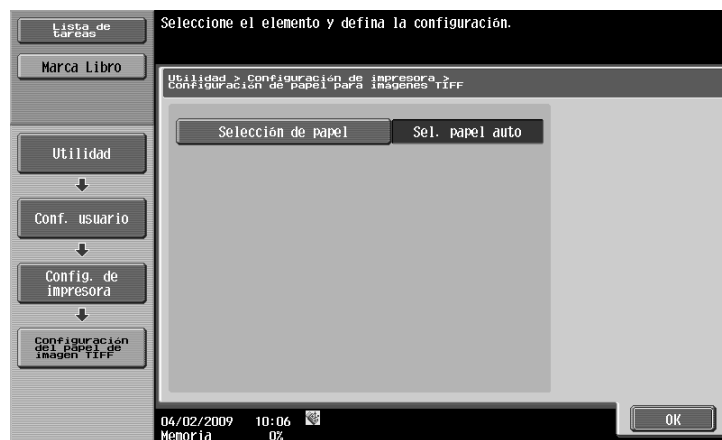 Lista de
tareas
Seleccione el elemento y defina la configuración.
Marca Libro
Utilidad > Configuración de impresora >
Configuración de papel para imágenes TIFF
Selección de papel
Sel. papel auto
Utilidad
Conf. usuario
Config. de
impresora
Configuración
del papel de
imagen TIFF
04/02/2009 10:06
Memoria 0%
OK